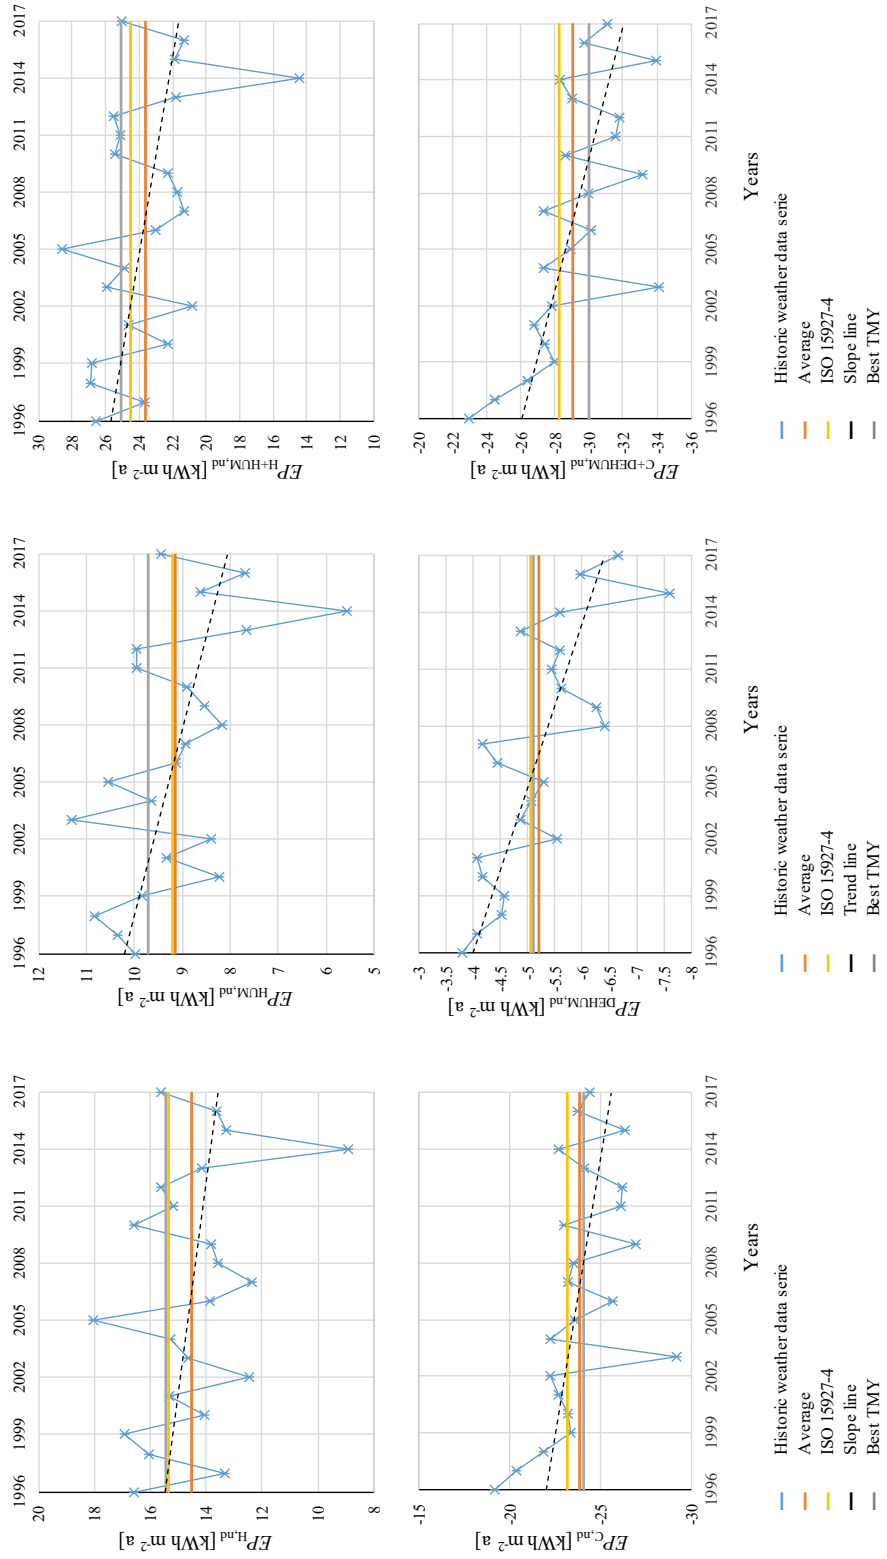 1996 1999 2002 2005 2008 2011 2014 2017
20
18
16
14
12
10
8
EP_H,nd [kWh m⁻² a]
1996 1999 2002 2005 2008 2011 2014 2017
12
11
10
9
8
7
6
5
EP_HUM,nd [kWh m⁻² a]
1996 1999 2002 2005 2008 2011 2014 2017
30
28
26
24
22
20
18
16
14
12
10
EP_H+HUM,nd [kWh m⁻² a]
1996 1999 2002 2005 2008 2011 2014 2017
-15
-20
-25
-30
EP_C,nd [kWh m⁻² a]
Years
Historic weather data serie
Average
ISO 15927-4
Slope line
Best TMY
1996 1999 2002 2005 2008 2011 2014 2017
-3
-3.5
-4
-4.5
-5
-5.5
-6
-6.5
-7
-7.5
-8
EP_DEHUM,nd [kWh m⁻² a]
Years
Historic weather data serie
Average
ISO 15927-4
Trend line
Best TMY
1996 1999 2002 2005 2008 2011 2014 2017
-20
-22
-24
-26
-28
-30
-32
-34
-36
EP_C+DEHUM,nd [kWh m⁻² a]
Years
Historic weather data serie
Average
ISO 15927-4
Slope line
Best TMY